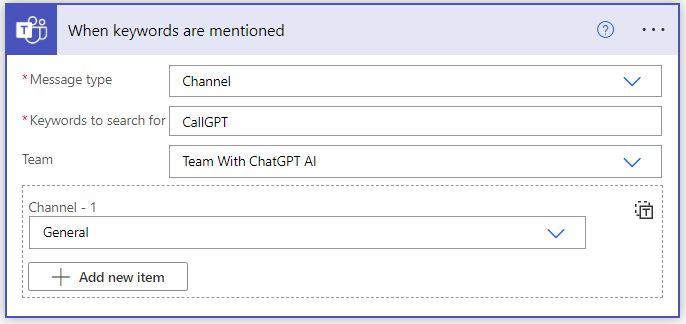 When keywords are mentioned
* Message type
Channel
* Keywords to search for
CallGPT
Team
Team With ChatGPT AI
Channel - 1
General
Add new item